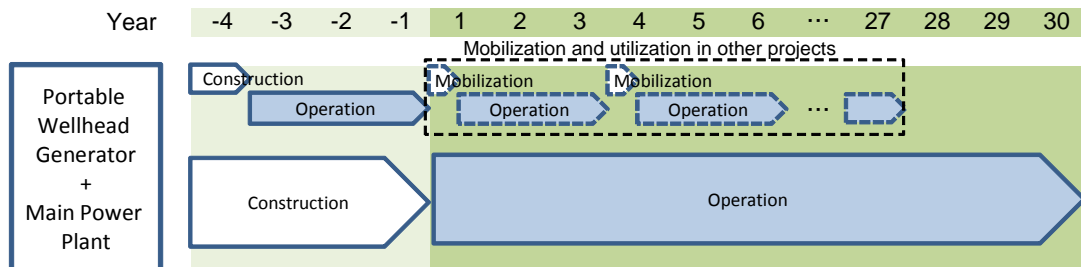 Year -4 -3 -2 -1 1 2 3 4 5 6 ... 27 28 29 30
Mobilization and utilization in other projects
Construction Mobilization Mobilization
Operation Operation Operation ...
Portable
Wellhead
Generator
+
Main Power
Plant
Construction Operation